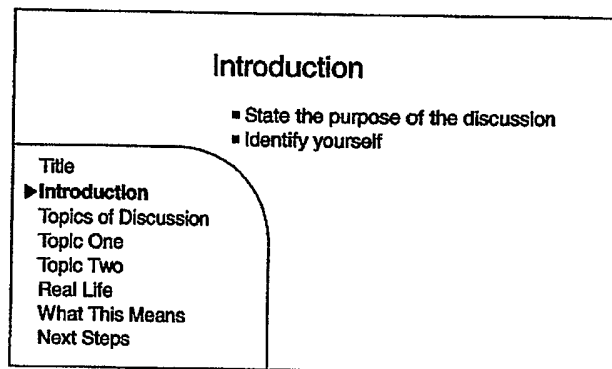 Introduction
▪ State the purpose of the discussion
▪ Identify yourself
Title
▶Introduction
Topics of Discussion
Topic One
Topic Two
Real Life
What This Means
Next Steps